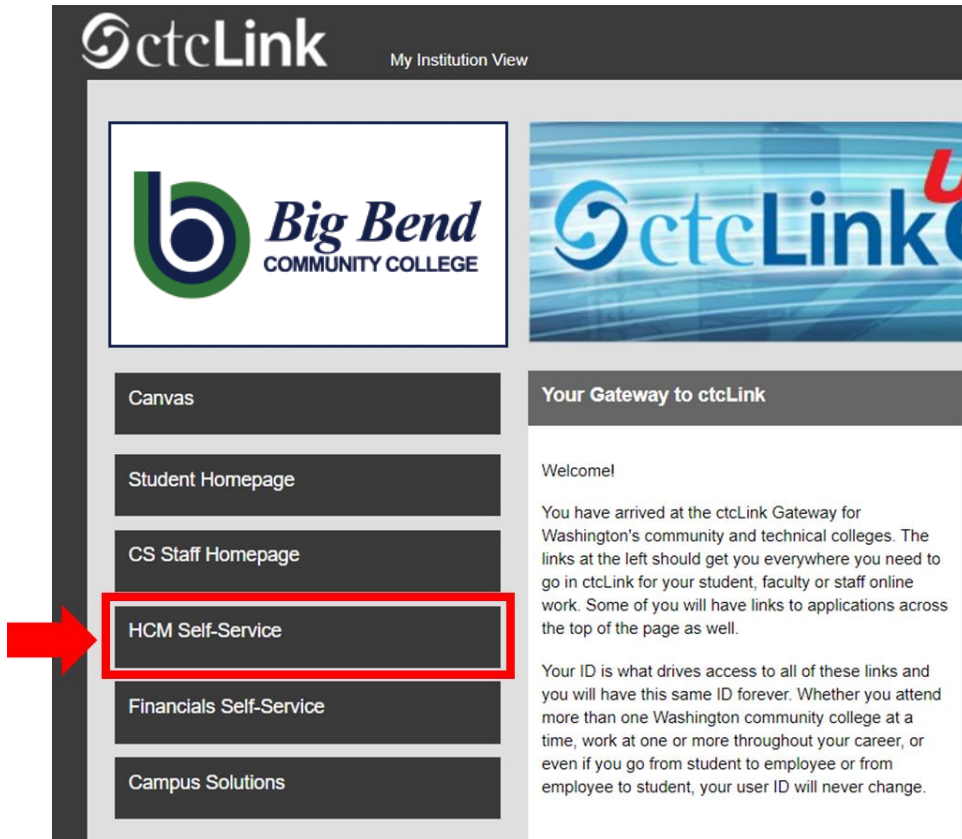 ctcLink
My Institution View
Big Bend
COMMUNITY COLLEGE
ctcLink
Canvas
Student Homepage
CS Staff Homepage
HCM Self-Service
Financials Self-Service
Campus Solutions
Your Gateway to ctcLink
Welcome!
You have arrived at the ctcLink Gateway for
Washington's community and technical colleges. The
links at the left should get you everywhere you need to
go in ctcLink for your student, faculty or staff online
work. Some of you will have links to applications across
the top of the page as well.
Your ID is what drives access to all of these links and
you will have this same ID forever. Whether you attend
more than one Washington community college at a
time, work at one or more throughout your career, or
even if you go from student to employee or from
employee to student, your user ID will never change.